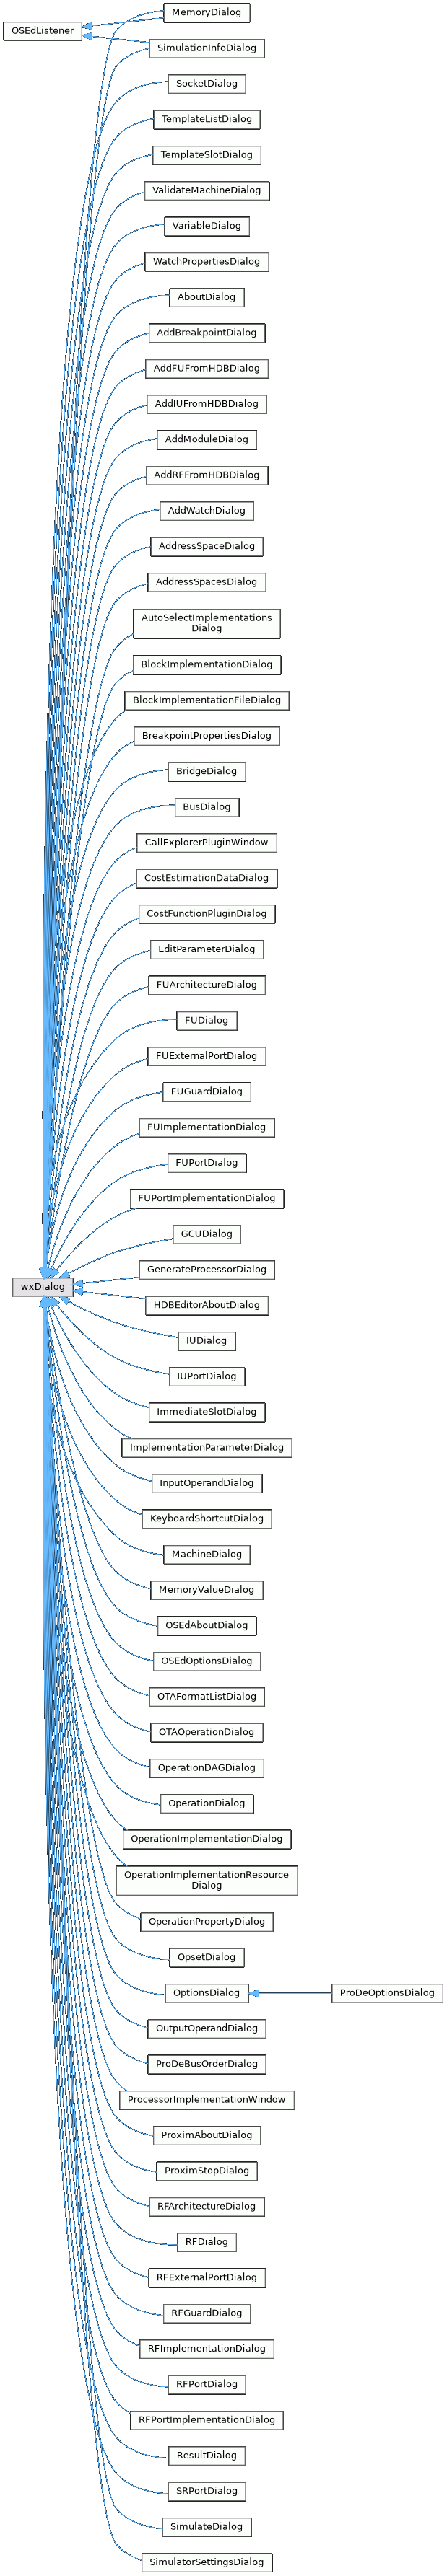 MemoryDialog
OSEdListener
SimulationInfoDialog
SocketDialog
TemplateListDialog
TemplateSlotDialog
ValidateMachineDialog
VariableDialog
WatchPropertiesDialog
AboutDialog
AddBreakpointDialog
AddFUFromHDBDialog
AddIUFromHDBDialog
AddModuleDialog
AddRFFromHDBDialog
AddWatchDialog
AddressSpaceDialog
AddressSpacesDialog
AutoSelectImplementations
Dialog
BlockImplementationDialog
BlockImplementationFileDialog
BreakpointPropertiesDialog
BridgeDialog
BusDialog
CallExplorerPluginWindow
CostEstimationDataDialog
CostFunctionPluginDialog
EditParameterDialog
FUArchitectureDialog
FUDialog
FUExternalPortDialog
FUGuardDialog
FUImplementationDialog
FUPortDialog
FUPortImplementationDialog
GCUDialog
GenerateProcessorDialog
wxDialog
HDBEditorAboutDialog
IUDialog
IUPortDialog
ImmediateSlotDialog
ImplementationParameterDialog
InputOperandDialog
KeyboardShortcutDialog
MachineDialog
MemoryValueDialog
OSEdAboutDialog
OSEdOptionsDialog
OTAFormatListDialog
OTAOperationDialog
OperationDAGDialog
OperationDialog
OperationImplementationDialog
OperationImplementationResource
Dialog
OperationPropertyDialog
OpsetDialog
OptionsDialog
ProDeOptionsDialog
OutputOperandDialog
ProDeBusOrderDialog
ProcessorImplementationWindow
ProximAboutDialog
ProximStopDialog
RFArchitectureDialog
RFDialog
RFExternalPortDialog
RFGuardDialog
RFImplementationDialog
RFPortDialog
RFPortImplementationDialog
ResultDialog
SRPortDialog
SimulateDialog
SimulatorSettingsDialog